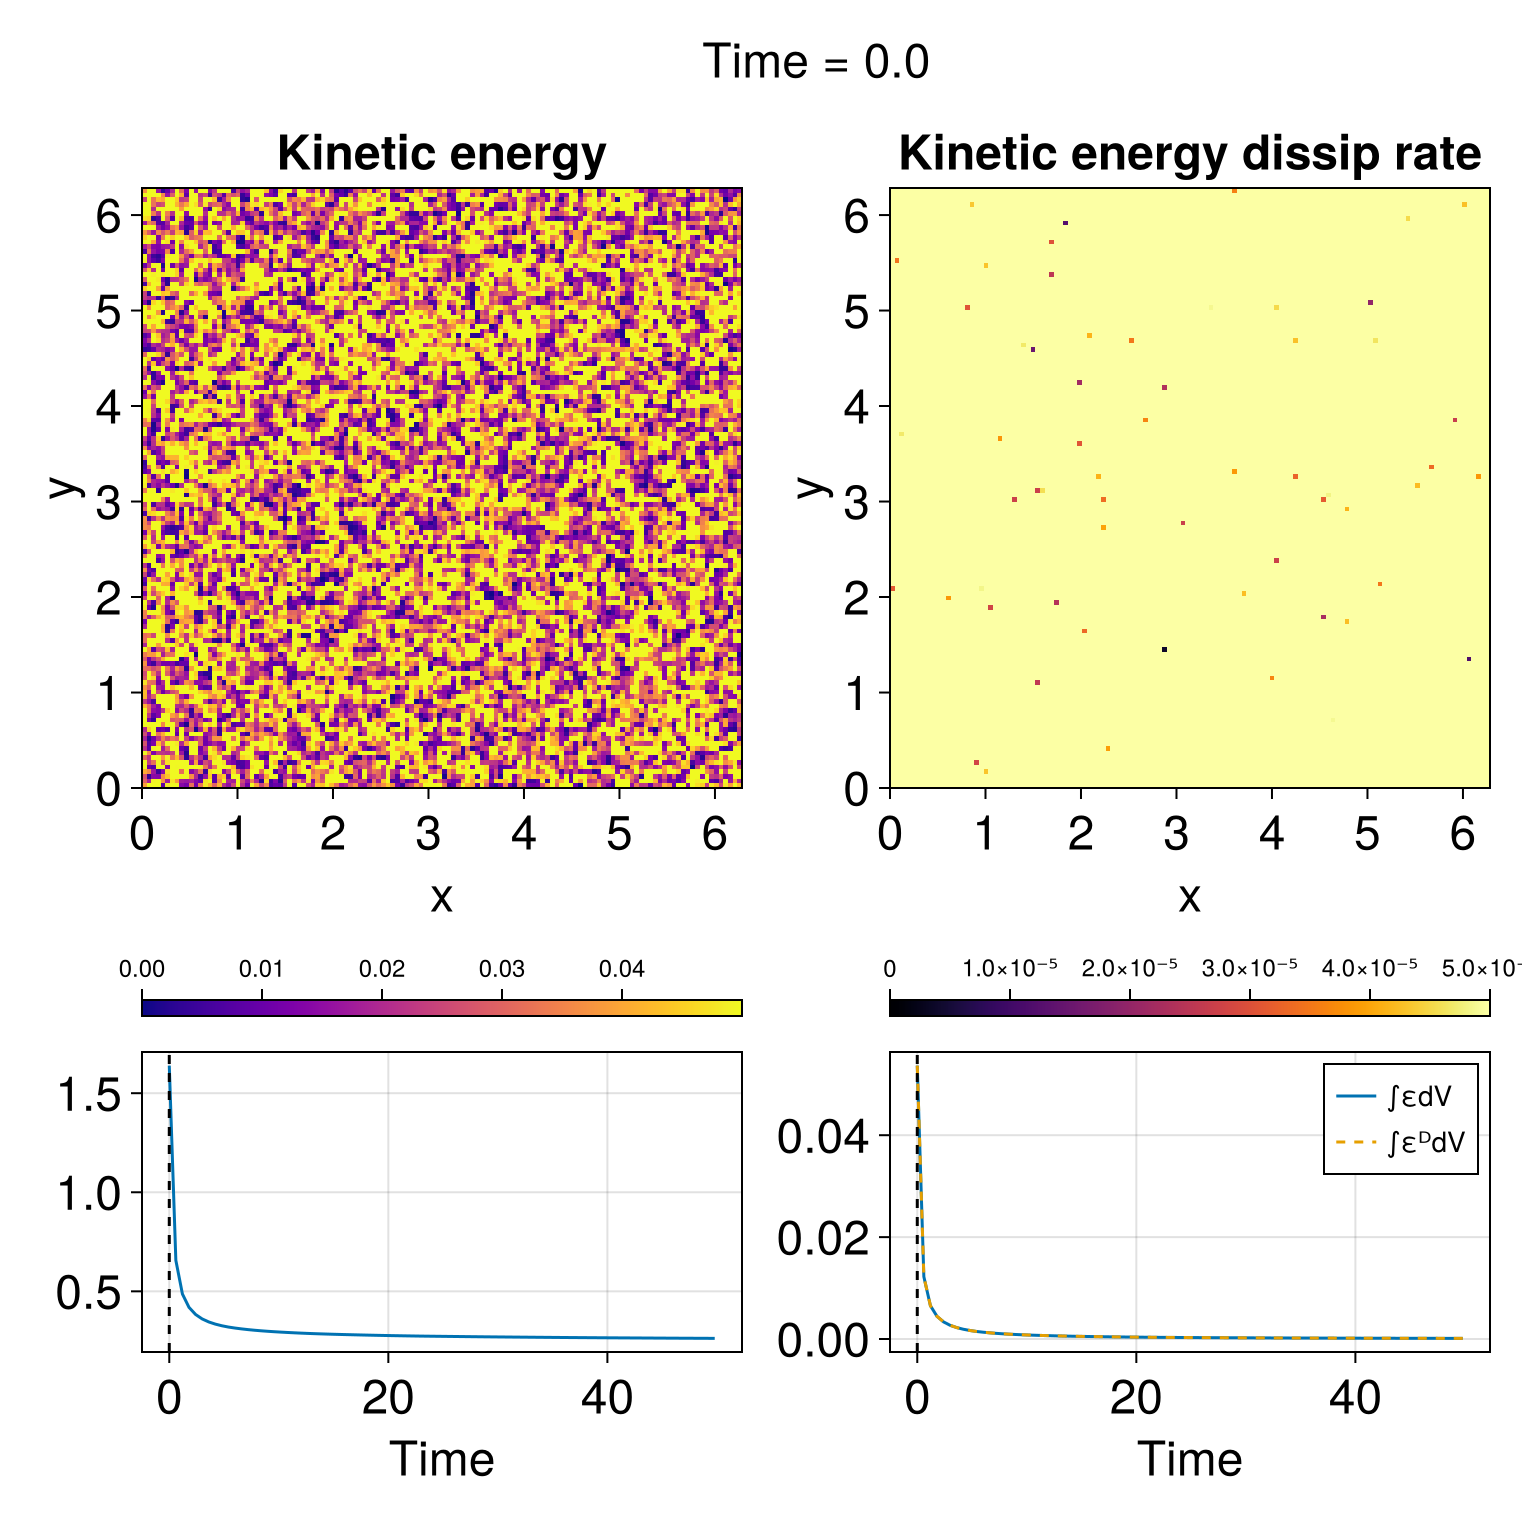 Time = 0.0
Kinetic energy
Kinetic energy dissip rate
6
5
4
3
2
1
0
y
0 1 2 3 4 5 6
x
6
5
4
3
2
1
0
y
0 1 2 3 4 5 6
x
0.00 0.01 0.02 0.03 0.04
0 1.0×10⁻⁵ 2.0×10⁻⁵ 3.0×10⁻⁵ 4.0×10⁻⁵ 5.0×10⁻
1.5
1.0
0.5
0 20 40
Time
0.04
0.02
0.00
∫εdV
∫εᴰdV
0 20 40
Time